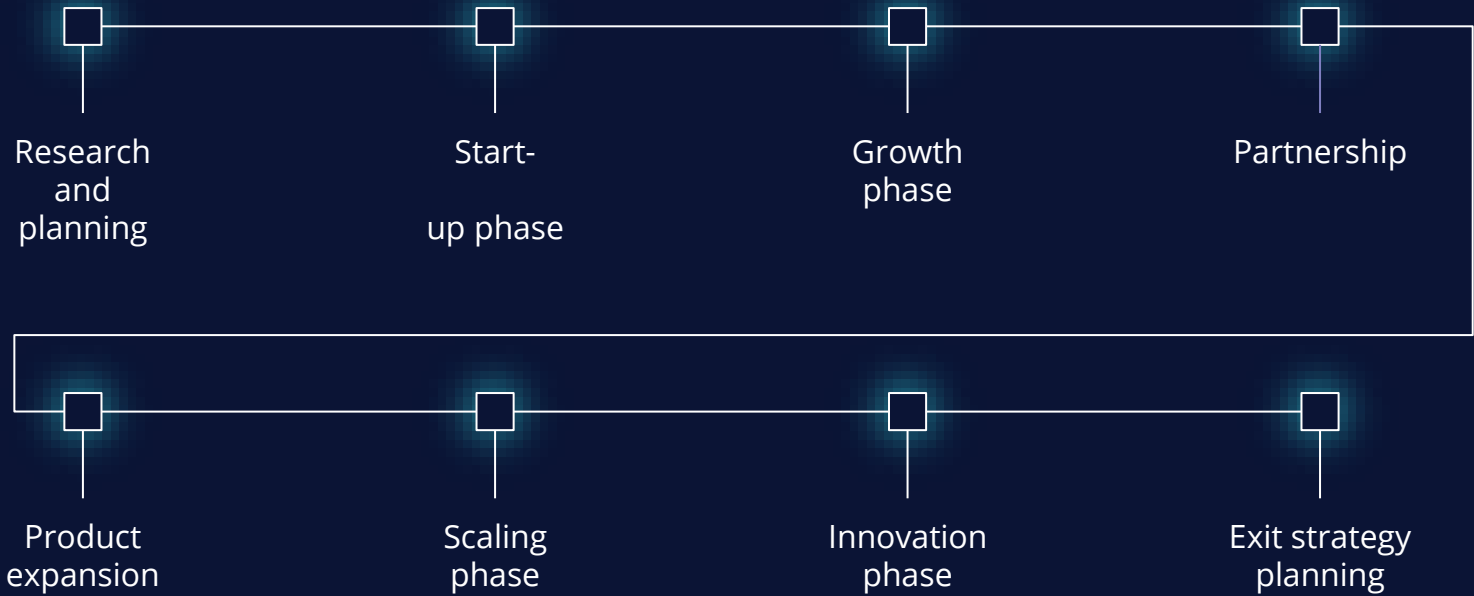 Research
and
planning
Start-
up phase
Growth
phase
Partnership
Product
expansion
Scaling
phase
Innovation
phase
Exit strategy
planning